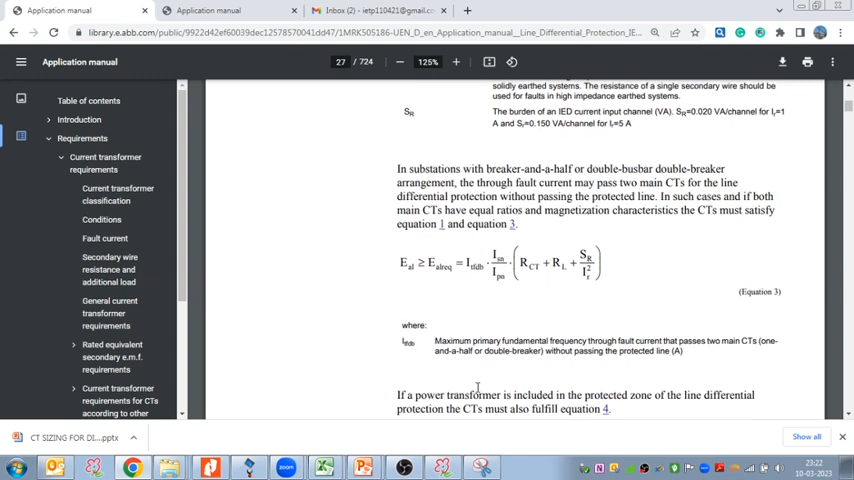 Application manual
Application manual
Inbox (2) - ietp110421@gmail.co
library.e.abb.com/public/9922d42ef60039dec12578570041dd47/1MRK505186-UEN_D_en_Application_manual__Line_Differential_Protection_IE...
Application manual
27 / 724
125%
Table of contents
Introduction
Requirements
Current transformer
requirements
Current transformer
classification
Conditions
Fault current
Secondary wire
resistance and
additional load
General current
transformer
requirements
Rated equivalent
secondary e.m.f.
requirements
Current transformer
requirements for CTs
according to other
solidly earthed systems. The resistance of a single secondary wire should be
used for faults in high impedance earthed systems.
SR The burden of an IED current input channel (VA). SR=0.020 VA/channel for Ir=1
A and Sr=0.150 VA/channel for Ir=5 A
In substations with breaker-and-a-half or double-busbar double-breaker
arrangement, the through fault current may pass two main CTs for the line
differential protection without passing the protected line. In such cases and if both
main CTs have equal ratios and magnetization characteristics the CTs must satisfy
equation 1 and equation 3.
Eal ≥ Ealreq = Itfdb · Isn/Ipn · (RCT + RL + SR/Ir²)
(Equation 3)
where:
Itfdb Maximum primary fundamental frequency through fault current that passes two main CTs (one-
and-a-half or double-breaker) without passing the protected line (A)
If a power transformer is included in the protected zone of the line differential
protection the CTs must also fulfill equation 4.
CT SIZING FOR DI....pptx
Show all
23:22
10-03-2023